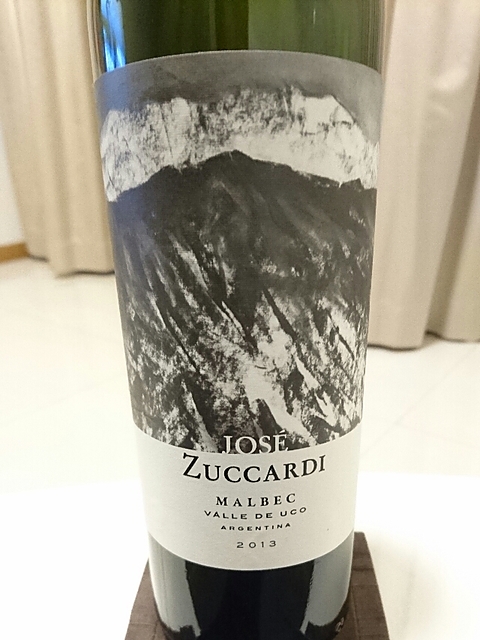 JOSÉ
ZUCCARDI
MALBEC
VALLE DE UCO
ARGENTINA
2013